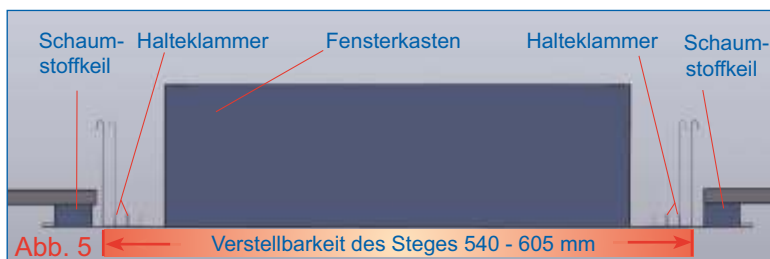 Schaum-
stoffkeil
Halteklammer
Fensterkasten
Halteklammer
Schaum-
stoffkeil
Abb. 5
Verstellbarkeit des Steges 540 - 605 mm